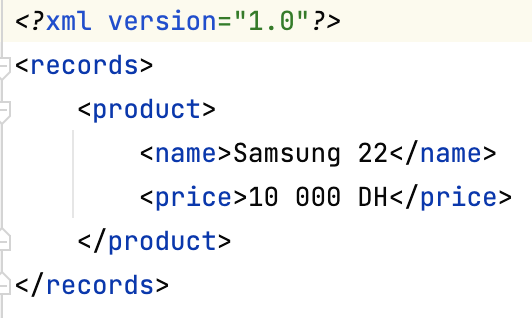 <?xml version="1.0"?>
<records>
    <product>
        <name>Samsung 22</name>
        <price>10 000 DH</price>
    </product>
</records>